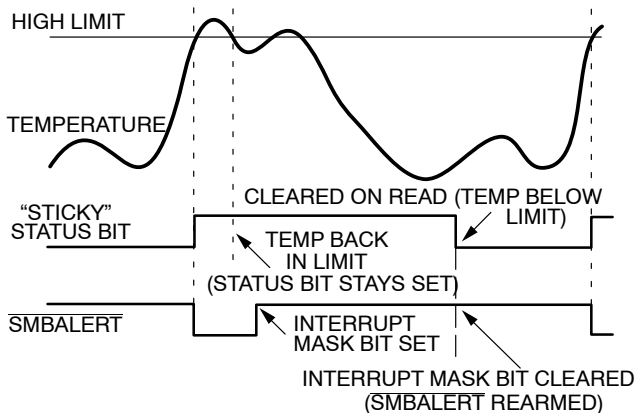 HIGH LIMIT
TEMPERATURE
CLEARED ON READ (TEMP BELOW
LIMIT)
“STICKY”
STATUS BIT
TEMP BACK
IN LIMIT
(STATUS BIT STAYS SET)
SMBALERT
INTERRUPT
MASK BIT SET
INTERRUPT MASK BIT CLEARED
(SMBALERT REARMED)